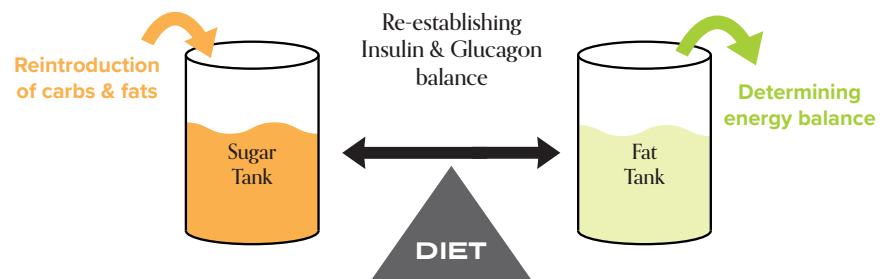 Re-establishing
Insulin & Glucagon
balance
Reintroduction
of carbs & fats
Determining
energy balance
Sugar
Tank
Fat
Tank
DIET